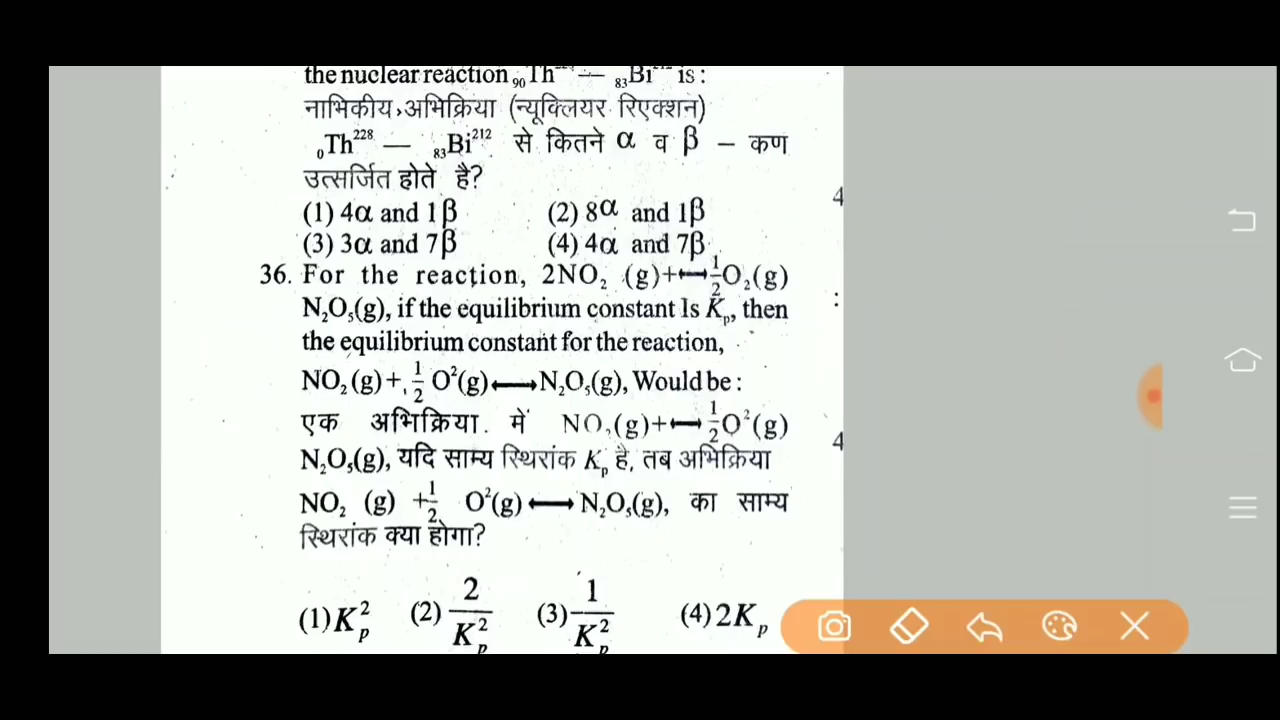 the nuclear reaction ₉₀Th — ₈₃Bi is :
नाभिकीय अभिक्रिया (न्यूक्लियर रिएक्शन)
₀Th²²⁸ — ₈₃Bi²¹² से कितने α व β – कण
उत्सर्जित होते है?
(1) 4α and 1β (2) 8α and 1β
(3) 3α and 7β (4) 4α and 7β
4
36. For the reaction, 2NO₂ (g)+⟷½O₂(g)
N₂O₅(g), if the equilibrium constant Is Kₚ, then
the equilibrium constant for the reaction,
NO₂(g)+ ½ O²(g)⟷N₂O₅(g), Would be :
एक अभिक्रिया. में NO₂(g)+⟷½O²(g)
4
N₂O₅(g), यदि साम्य स्थिरांक Kₚ है, तब अभिक्रिया
NO₂ (g) +½ O²(g)⟷N₂O₅(g), का साम्य
स्थिरांक क्या होगा?
(1) Kₚ² (2) 2/Kₚ² (3) 1/Kₚ² (4) 2Kₚ